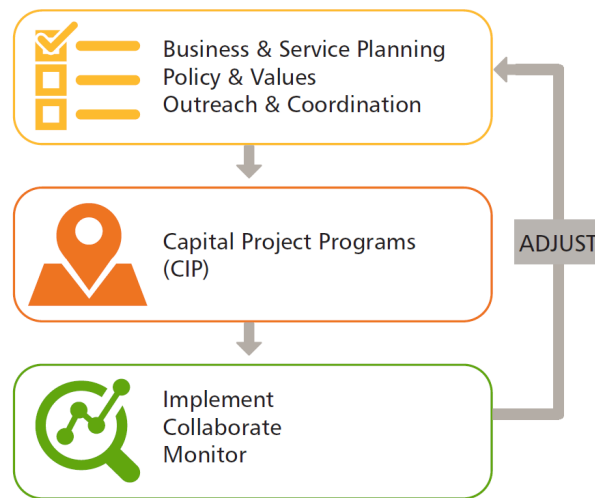 Business & Service Planning
Policy & Values
Outreach & Coordination
Capital Project Programs
(CIP)
ADJUST
Implement
Collaborate
Monitor